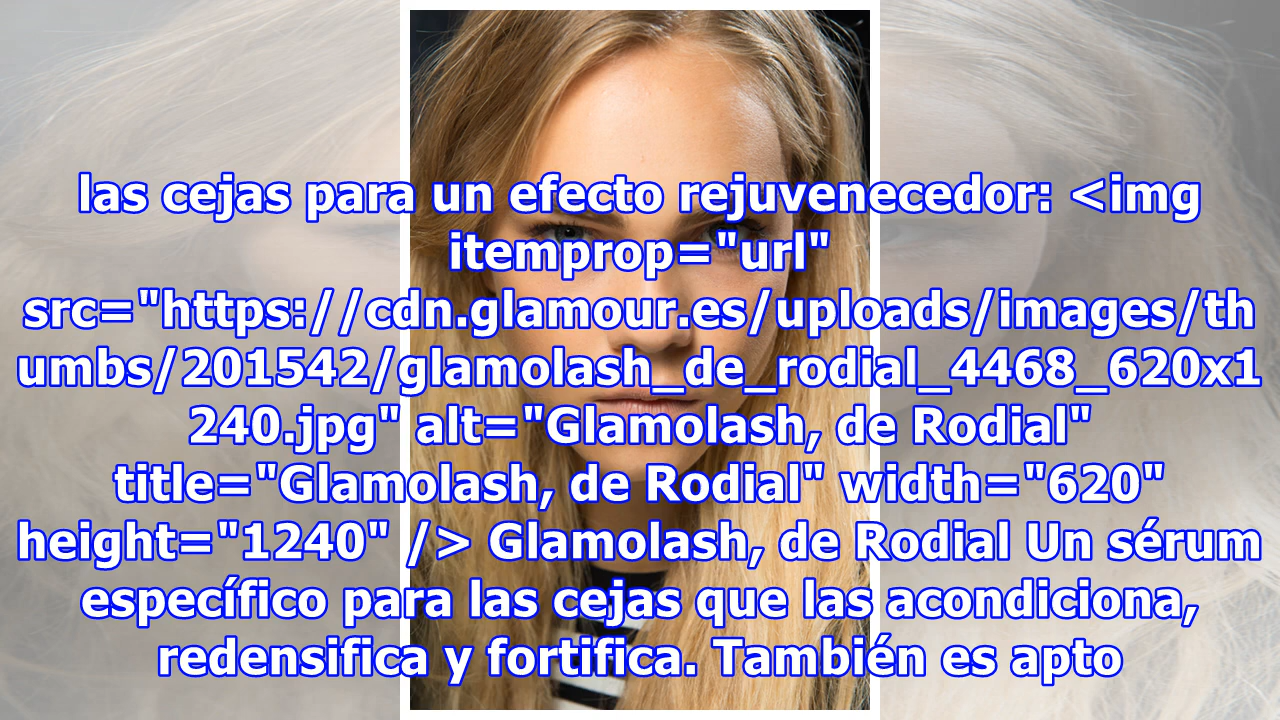 las cejas para un efecto rejuvenecedor: <img
itemprop="url"
src="https://cdn.glamour.es/uploads/images/th
umbs/201542/glamolash_de_rodial_4468_620x1
240.jpg" alt="Glamolash, de Rodial"
title="Glamolash, de Rodial" width="620"
height="1240" /> Glamolash, de Rodial Un sérum
específico para las cejas que las acondiciona,
redensifica y fortifica. También es apto